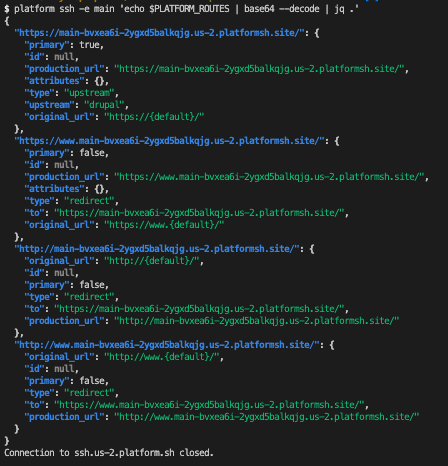 $ platform ssh -e main 'echo $PLATFORM_ROUTES | base64 --decode | jq .'
{
  "https://main-bvxea6i-2ygxd5balkqjg.us-2.platformsh.site/": {
    "primary": true,
    "id": null,
    "production_url": "https://main-bvxea6i-2ygxd5balkqjg.us-2.platformsh.site/",
    "attributes": {},
    "type": "upstream",
    "upstream": "drupal",
    "original_url": "https://{default}/"
  },
  "https://www.main-bvxea6i-2ygxd5balkqjg.us-2.platformsh.site/": {
    "primary": false,
    "id": null,
    "production_url": "https://www.main-bvxea6i-2ygxd5balkqjg.us-2.platformsh.site/",
    "attributes": {},
    "type": "redirect",
    "to": "https://main-bvxea6i-2ygxd5balkqjg.us-2.platformsh.site/",
    "original_url": "https://www.{default}/"
  },
  "http://main-bvxea6i-2ygxd5balkqjg.us-2.platformsh.site/": {
    "original_url": "http://{default}/",
    "id": null,
    "primary": false,
    "type": "redirect",
    "to": "https://main-bvxea6i-2ygxd5balkqjg.us-2.platformsh.site/",
    "production_url": "http://main-bvxea6i-2ygxd5balkqjg.us-2.platformsh.site/"
  },
  "http://www.main-bvxea6i-2ygxd5balkqjg.us-2.platformsh.site/": {
    "original_url": "http://www.{default}/",
    "id": null,
    "primary": false,
    "type": "redirect",
    "to": "https://www.main-bvxea6i-2ygxd5balkqjg.us-2.platformsh.site/",
    "production_url": "http://www.main-bvxea6i-2ygxd5balkqjg.us-2.platformsh.site/"
  }
}
Connection to ssh.us-2.platform.sh closed.